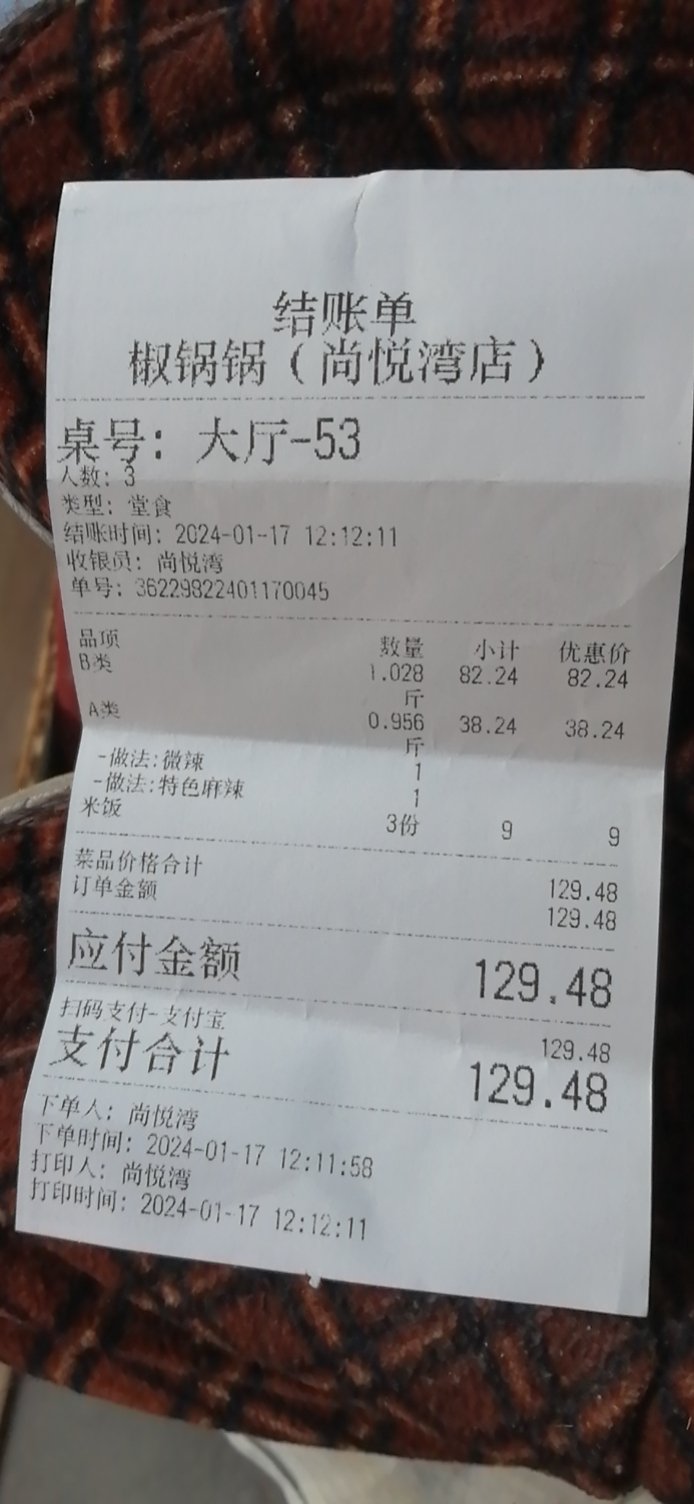 结账单
椒锅锅（尚悦湾店）
桌号: 大厅-53
人数: 3
类型: 堂食
结账时间: 2024-01-17 12:12:11
收银员: 尚悦湾
单号: 36229822401170045
品项 数量 小计 优惠价
B类 1.028斤 82.24 82.24
A类 0.956斤 38.24 38.24
-做法:微辣 1
-做法:特色麻辣 1
米饭 3份 9 9
菜品价格合计 129.48
订单金额 129.48
应付金额 129.48
扫码支付-支付宝 129.48
支付合计 129.48
下单人: 尚悦湾
下单时间: 2024-01-17 12:11:58
打印人: 尚悦湾
打印时间: 2024-01-17 12:12:11